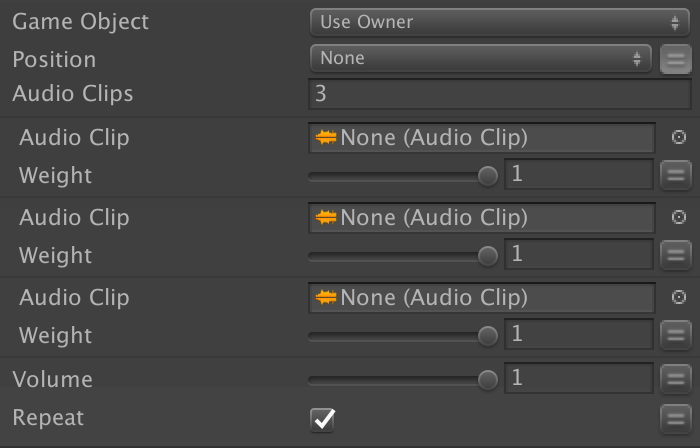 Game Object Use Owner
Position None
Audio Clips 3
Audio Clip None (Audio Clip)
Weight 1
Audio Clip None (Audio Clip)
Weight 1
Audio Clip None (Audio Clip)
Weight 1
Volume 1
Repeat